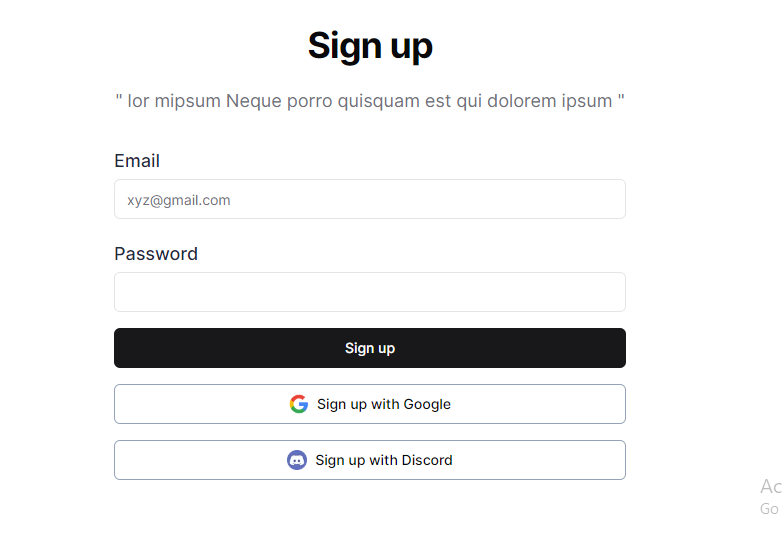 Sign up
" lor mipsum Neque porro quisquam est qui dolorem ipsum "
Email
xyz@gmail.com
Password
Sign up
Sign up with Google
Sign up with Discord
Ac
Go